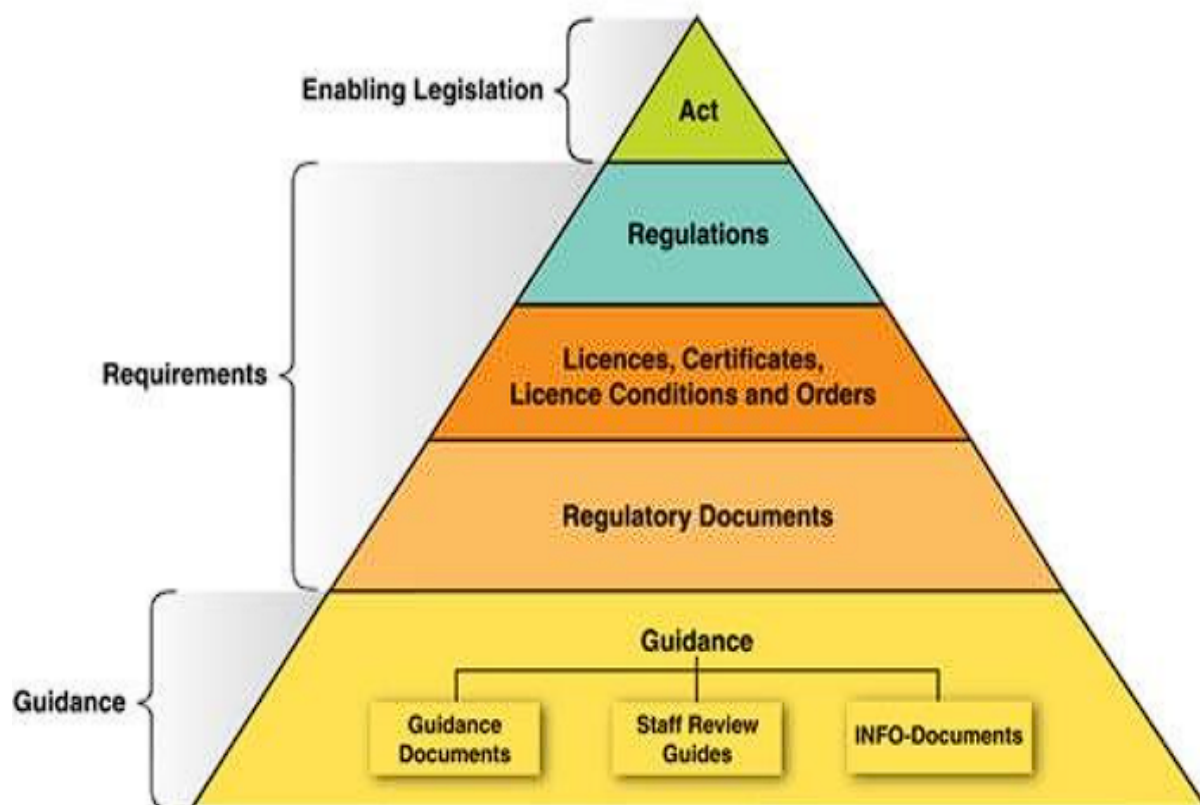 Enabling Legislation
Act
Regulations
Requirements
Licences, Certificates,
Licence Conditions and Orders
Regulatory Documents
Guidance
Guidance
Guidance
Documents
Staff Review
Guides
INFO-Documents